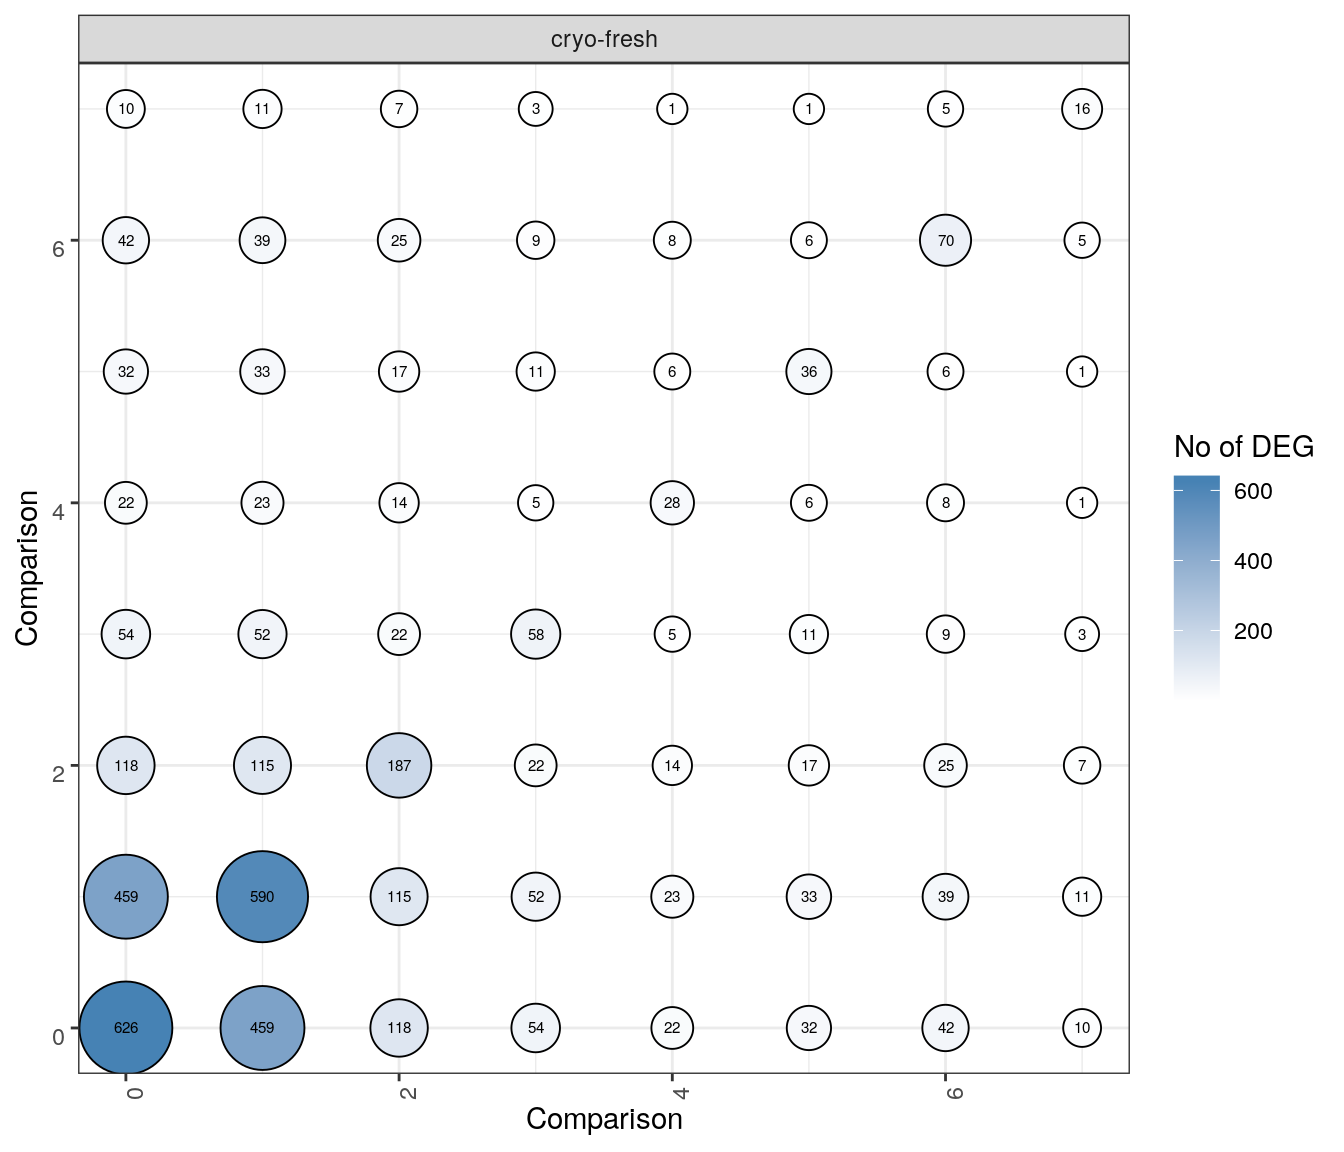 cryo-fresh
10 11 7 3 1 1 5 16
6 42 39 25 9 8 6 70 5
32 33 17 11 6 36 6 1
4 22 23 14 5 28 6 8 1
54 52 22 58 5 11 9 3
2 118 115 187 22 14 17 25 7
459 590 115 52 23 33 39 11
0 626 459 118 54 22 32 42 10
0 2 4 6
Comparison
Comparison
No of DEG
600
400
200